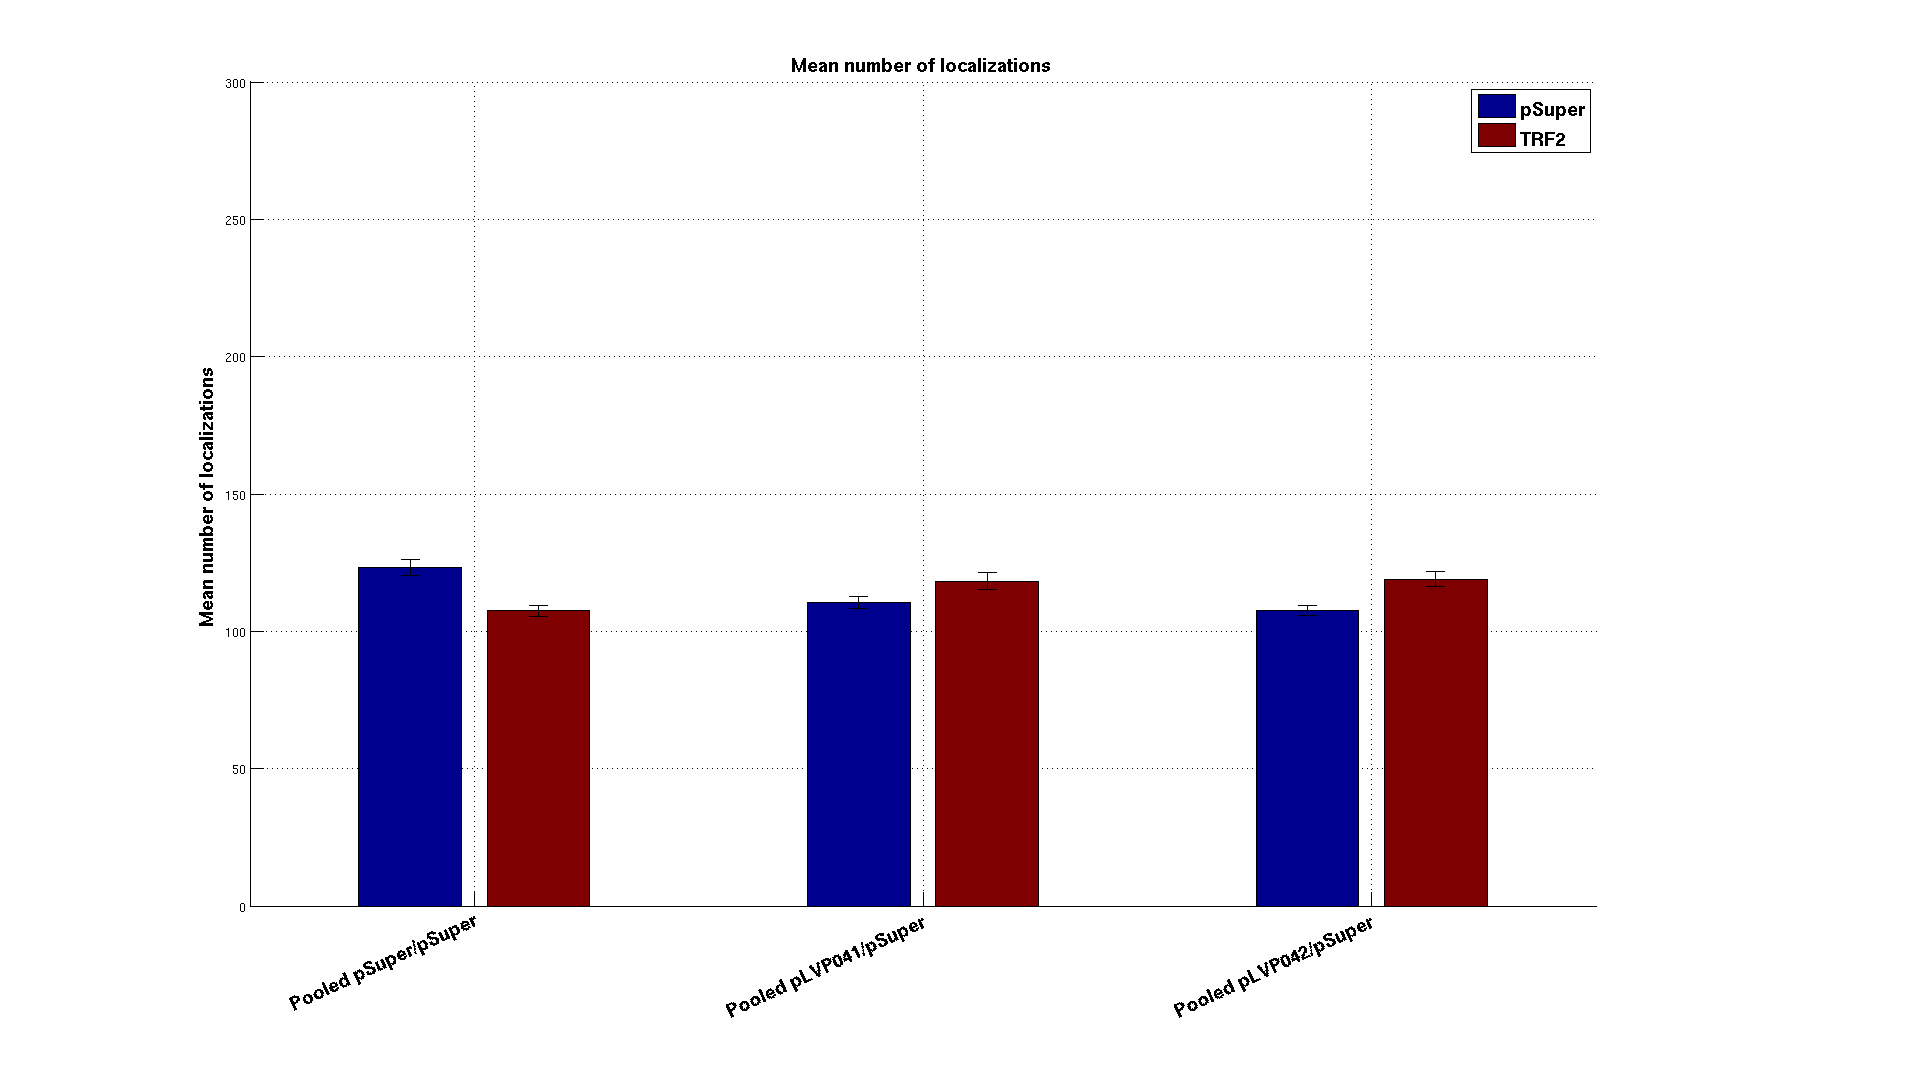 Mean number of localizations
pSuper
TRF2
Mean number of localizations
300
250
200
150
100
50
0
Pooled pSuper/pSuper
Pooled pLVP041/pSuper
Pooled pLVP042/pSuper